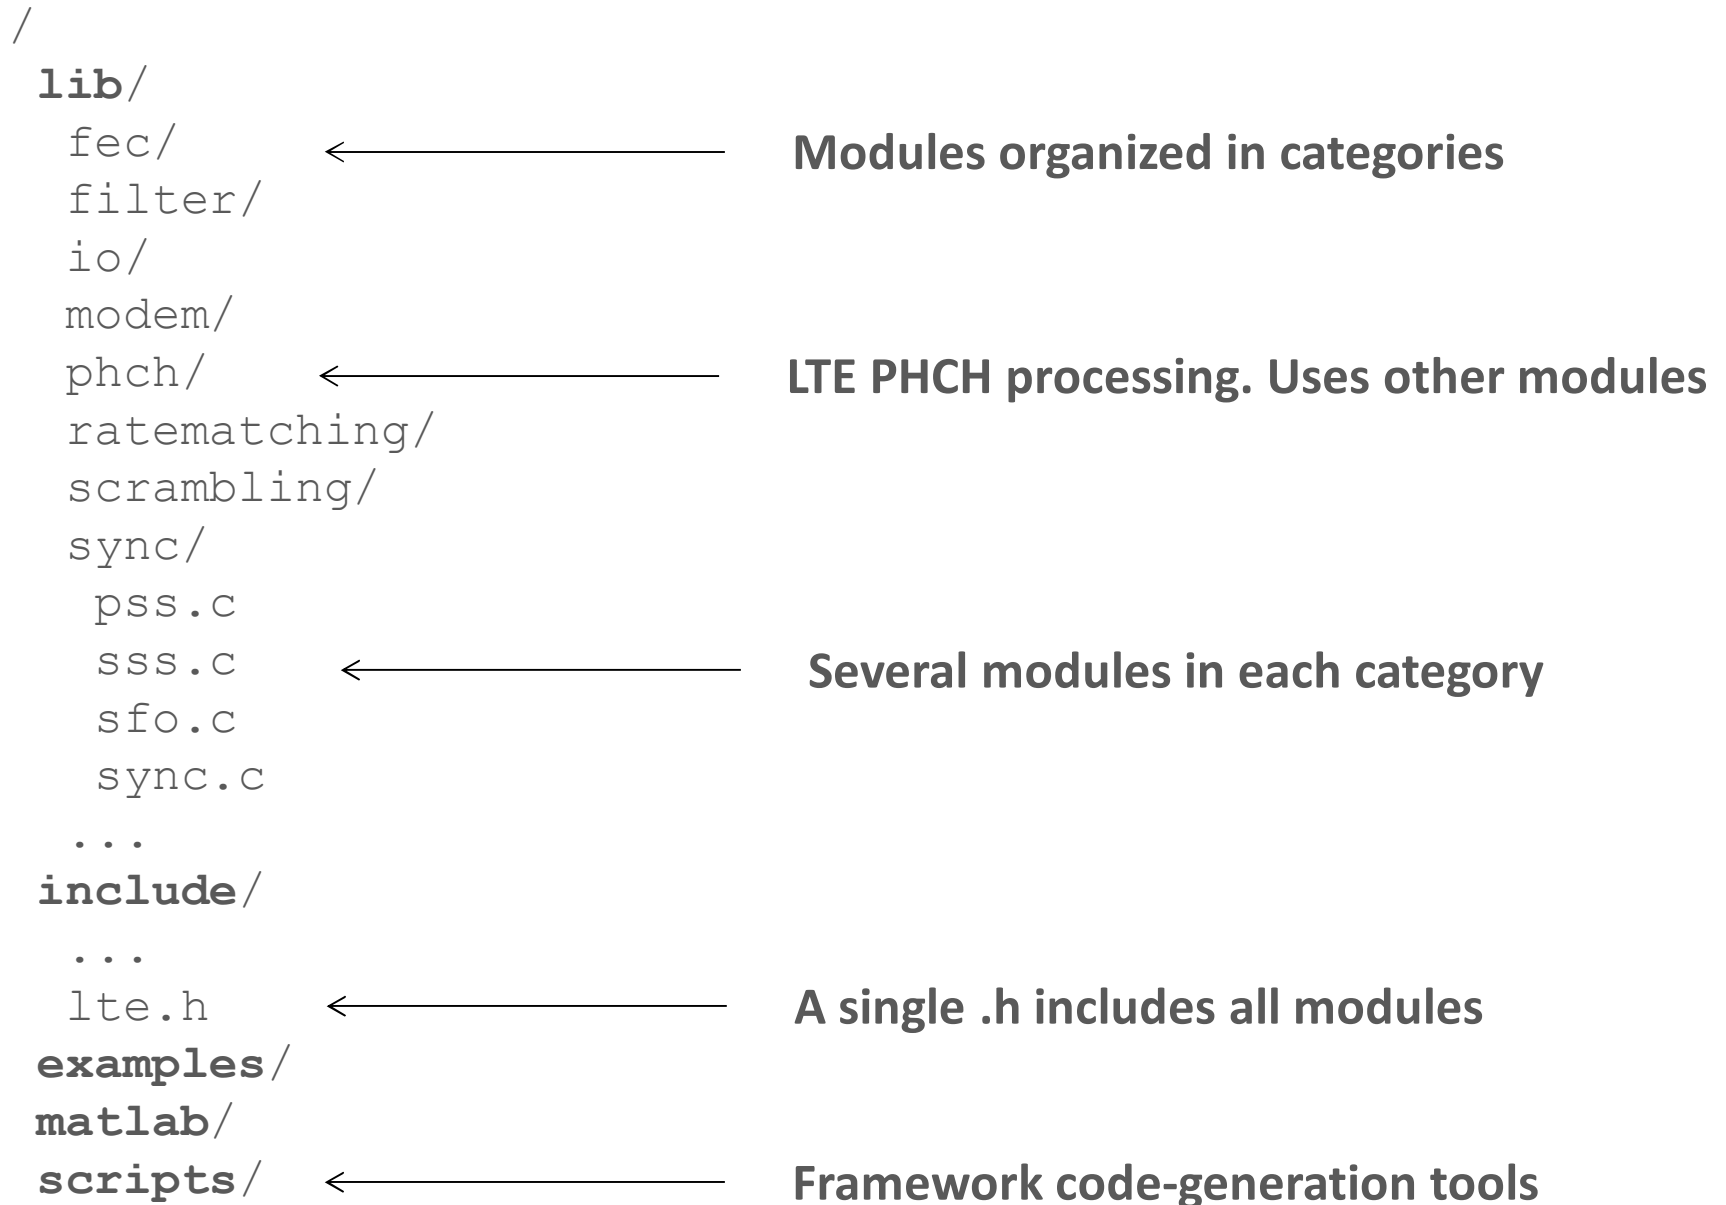 /
lib/
fec/ Modules organized in categories
filter/
io/
modem/
phch/ LTE PHCH processing. Uses other modules
ratematching/
scrambling/
sync/
pss.c
sss.c Several modules in each category
sfo.c
sync.c
...
include/
...
lte.h A single .h includes all modules
examples/
matlab/
scripts/ Framework code-generation tools